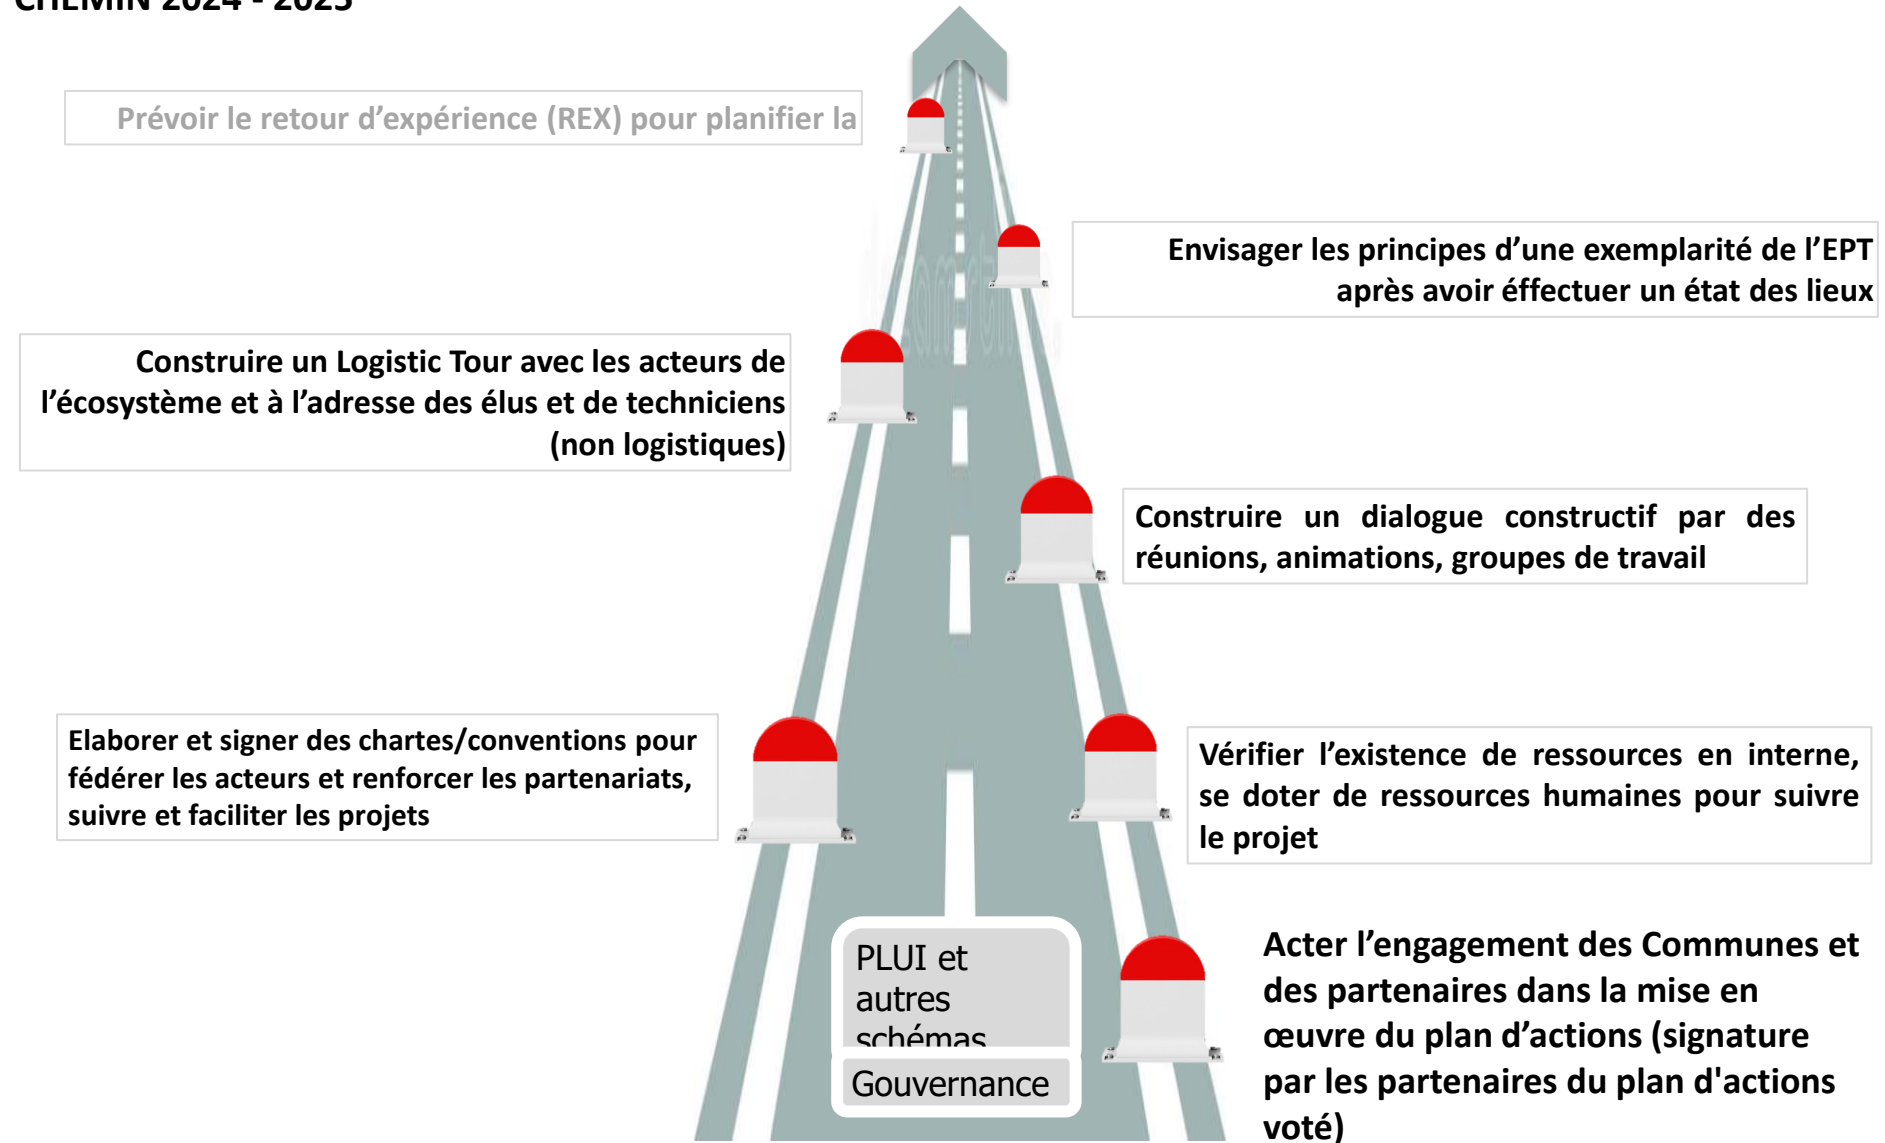 CHEMIN 2024 - 2025
Prévoir le retour d'expérience (REX) pour planifier la
Envisager les principes d'une exemplarité de l'EPT
après avoir éffectuer un état des lieux
Construire un Logistic Tour avec les acteurs de
l'écosystème et à l'adresse des élus et de techniciens
(non logistiques)
Construire un dialogue constructif par des
réunions, animations, groupes de travail
Elaborer et signer des chartes/conventions pour
fédérer les acteurs et renforcer les partenariats,
suivre et faciliter les projets
Vérifier l'existence de ressources en interne,
se doter de ressources humaines pour suivre
le projet
PLUI et
autres
schémas
Gouvernance
Acter l'engagement des Communes et
des partenaires dans la mise en
œuvre du plan d'actions (signature
par les partenaires du plan d'actions
voté)